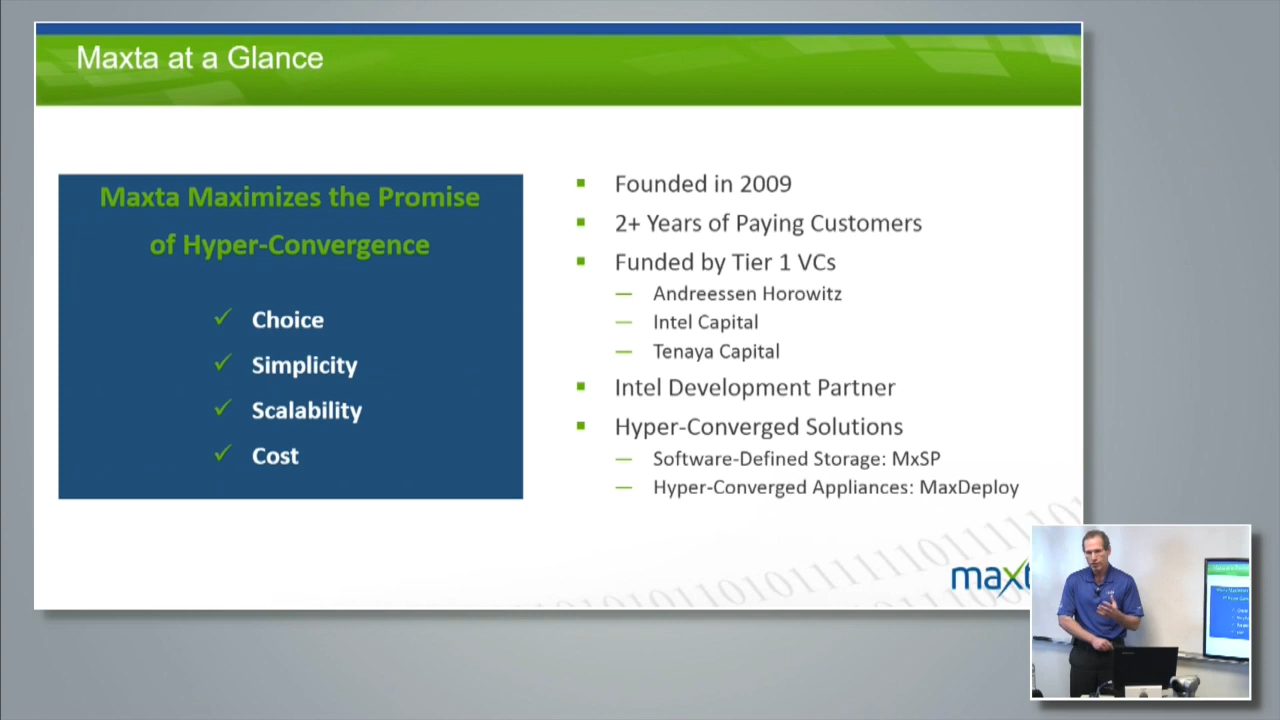 Maxta at a Glance
Maxta Maximizes the Promise
of Hyper-Convergence
✓ Choice
✓ Simplicity
✓ Scalability
✓ Cost
▪ Founded in 2009
▪ 2+ Years of Paying Customers
▪ Funded by Tier 1 VCs
— Andreessen Horowitz
— Intel Capital
— Tenaya Capital
▪ Intel Development Partner
▪ Hyper-Converged Solutions
— Software-Defined Storage: MxSP
— Hyper-Converged Appliances: MaxDeploy